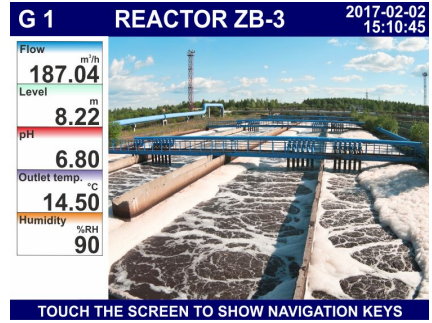 G 1 REACTOR ZB-3 2017-02-02
15:10:45
Flow
m³/h
187.04
Level
m
8.22
pH
6.80
Outlet temp.
°C
14.50
Humidity
%RH
90
TOUCH THE SCREEN TO SHOW NAVIGATION KEYS